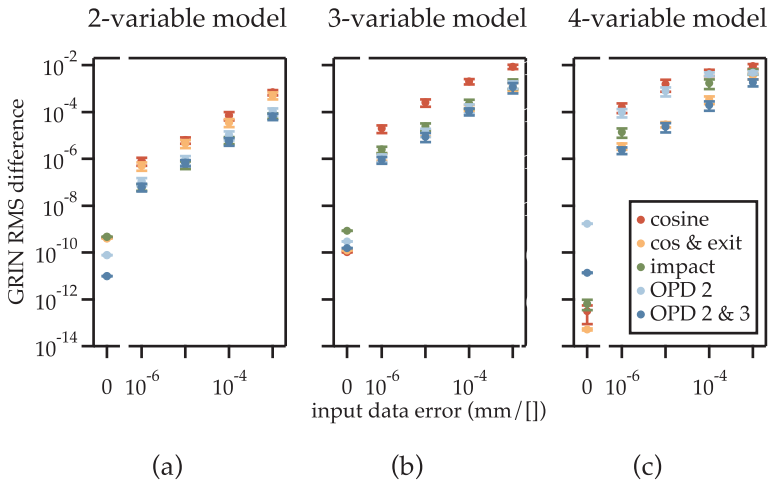 2-variable model 3-variable model 4-variable model
GRIN RMS difference
10^-2
10^-4
10^-6
10^-8
10^-10
10^-12
10^-14
cosine
cos & exit
impact
OPD 2
OPD 2 & 3
0 10^-6 10^-4 0 10^-6 10^-4 0 10^-6 10^-4
input data error (mm/[])
(a) (b) (c)